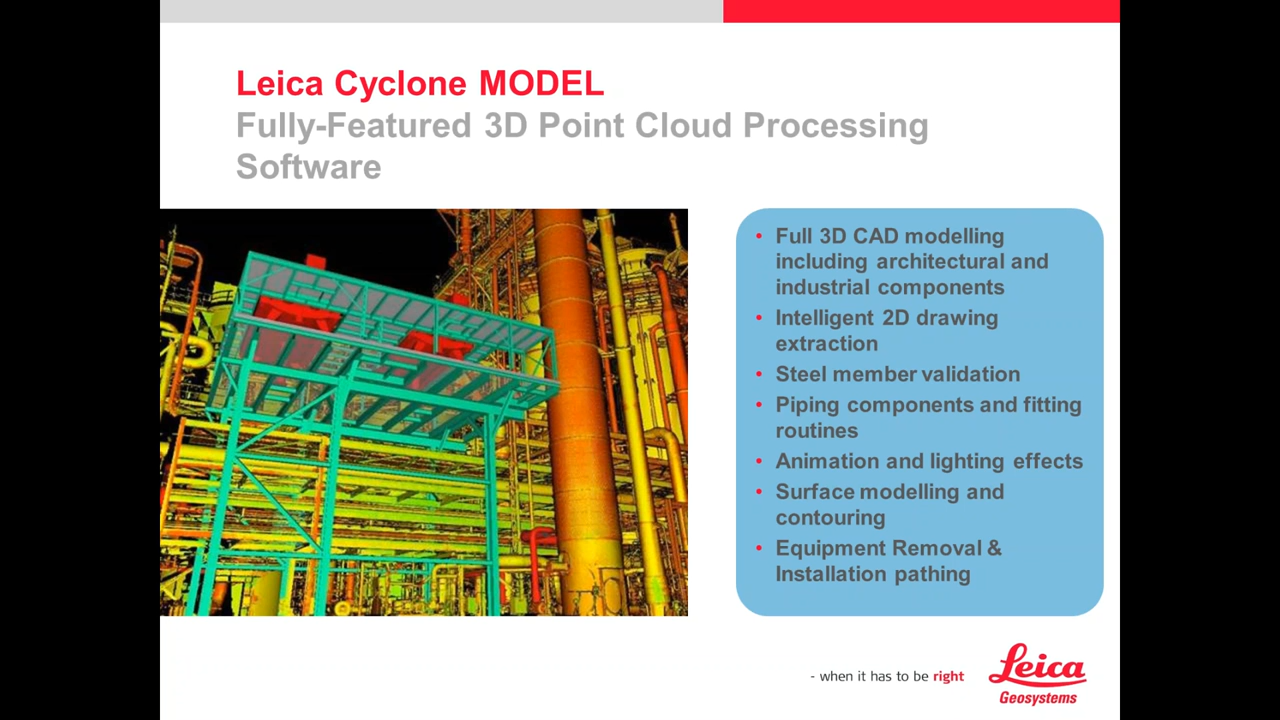 Leica Cyclone MODEL
Fully-Featured 3D Point Cloud Processing
Software
• Full 3D CAD modelling
including architectural and
industrial components
• Intelligent 2D drawing
extraction
• Steel member validation
• Piping components and fitting
routines
• Animation and lighting effects
• Surface modelling and
contouring
• Equipment Removal &
Installation pathing
- when it has to be right
Leica
Geosystems